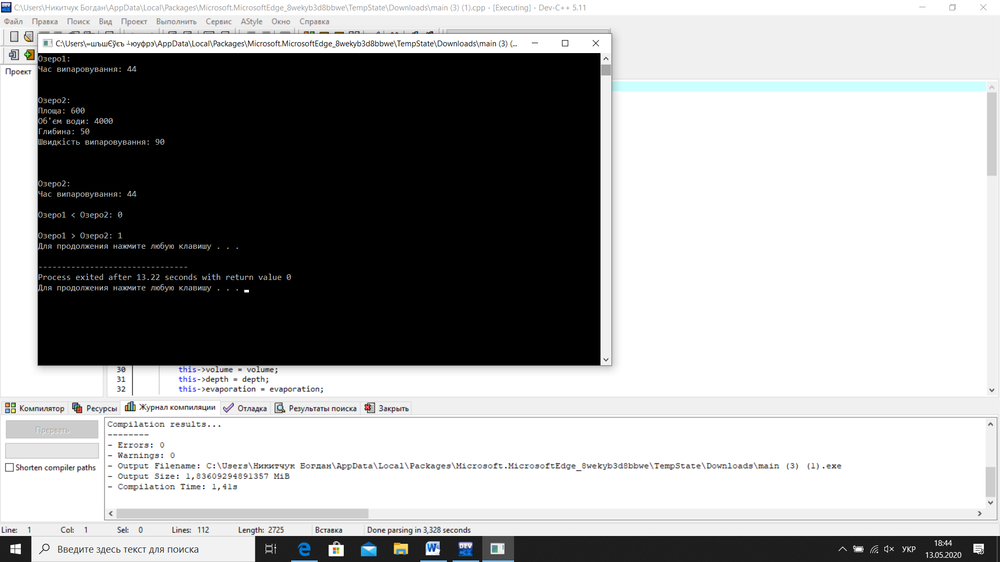 C:\Users\Никитчук Богдан\AppData\Local\Packages\Microsoft.MicrosoftEdge_8wekyb3d8bbwe\TempState\Downloads\main (3) (1).cpp - [Executing] - Dev-C++ 5.11
Файл Правка Поиск Вид Проект Выполнить Сервис AStyle Окно Справка
C:\Users\═шъшЄўєъ ┴юуфрэ\AppData\Local\Packages\Microsoft.MicrosoftEdge_8wekyb3d8bbwe\TempState\Downloads\main (3) (...
Проект
Озеро1:
Час випаровування: 44
Озеро2:
Площа: 600
Об'єм води: 4000
Глибина: 50
Швидкість випаровування: 90
Озеро2:
Час випаровування: 44
Озеро1 < Озеро2: 0
Озеро1 > Озеро2: 1
Для продолжения нажмите любую клавишу . . .
--------------------------------
Process exited after 13.22 seconds with return value 0
Для продолжения нажмите любую клавишу . . .
30 this->volume = volume;
31 this->depth = depth;
32 this->evaporation = evaporation;
Компилятор Ресурсы Журнал компиляции Отладка Результаты поиска Закрыть
Прервать
Shorten compiler paths
Compilation results...
--------
- Errors: 0
- Warnings: 0
- Output Filename: C:\Users\Никитчук Богдан\AppData\Local\Packages\Microsoft.MicrosoftEdge_8wekyb3d8bbwe\TempState\Downloads\main (3) (1).exe
- Output Size: 1,83609294891357 MiB
- Compilation Time: 1,41s
Line: 1 Col: 1 Sel: 0 Lines: 112 Length: 2725 Вставка Done parsing in 3,328 seconds
Введите здесь текст для поиска
DEV C++
УКР
18:44
13.05.2020